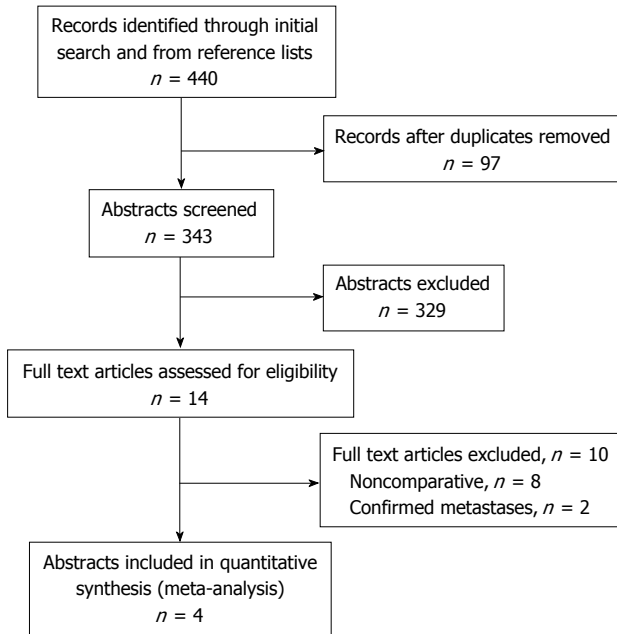 Records identified through initial
search and from reference lists
n = 440
Records after duplicates removed
n = 97
Abstracts screened
n = 343
Abstracts excluded
n = 329
Full text articles assessed for eligibility
n = 14
Full text articles excluded, n = 10
Noncomparative, n = 8
Confirmed metastases, n = 2
Abstracts included in quantitative
synthesis (meta-analysis)
n = 4